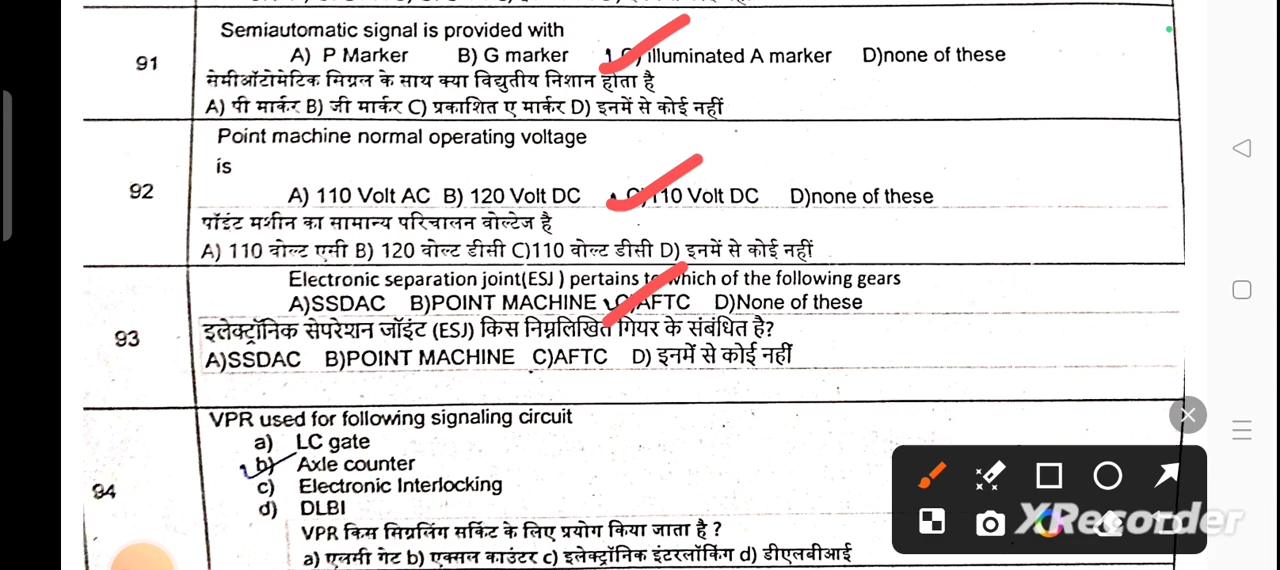 91
Semiautomatic signal is provided with
A) P Marker B) G marker illuminated A marker D)none of these
सेमीऑटोमेटिक सिग्नल के साथ क्या विद्युतीय निशान होता है
A) पी मार्कर B) जी मार्कर C) प्रकाशित ए मार्कर D) इनमें से कोई नहीं
92
Point machine normal operating voltage
is
A) 110 Volt AC B) 120 Volt DC C)110 Volt DC D)none of these
पॉइंट मशीन का सामान्य परिचालन वोल्टेज है
A) 110 वोल्ट एसी B) 120 वोल्ट डीसी C)110 वोल्ट डीसी D) इनमें से कोई नहीं
93
Electronic separation joint(ESJ ) pertains to which of the following gears
A)SSDAC B)POINT MACHINE C)AFTC D)None of these
इलेक्ट्रॉनिक सेपरेशन जॉइंट (ESJ) किस निम्नलिखित गियर के संबंधित है?
A)SSDAC B)POINT MACHINE C)AFTC D) इनमें से कोई नहीं
94
VPR used for following signaling circuit
a) LC gate
b) Axle counter
c) Electronic Interlocking
d) DLBI
VPR किस सिग्नलिंग सर्किट के लिए प्रयोग किया जाता है ?
a) एलसी गेट b) एक्सल काउंटर c) इलेक्ट्रॉनिक इंटरलॉकिंग d) डीएलबीआई
XRecorder